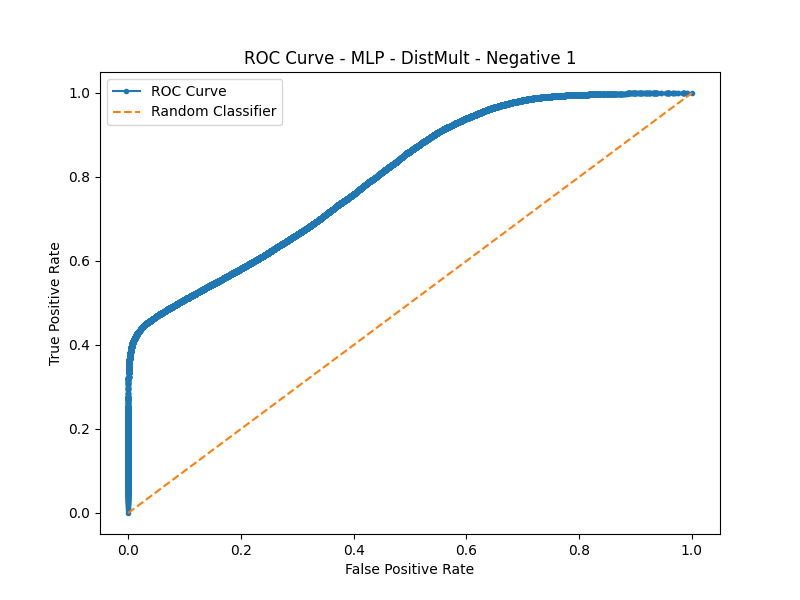 ROC Curve - MLP - DistMult - Negative 1
ROC Curve
Random Classifier
True Positive Rate
1.0
0.8
0.6
0.4
0.2
0.0
0.0 0.2 0.4 0.6 0.8 1.0
False Positive Rate